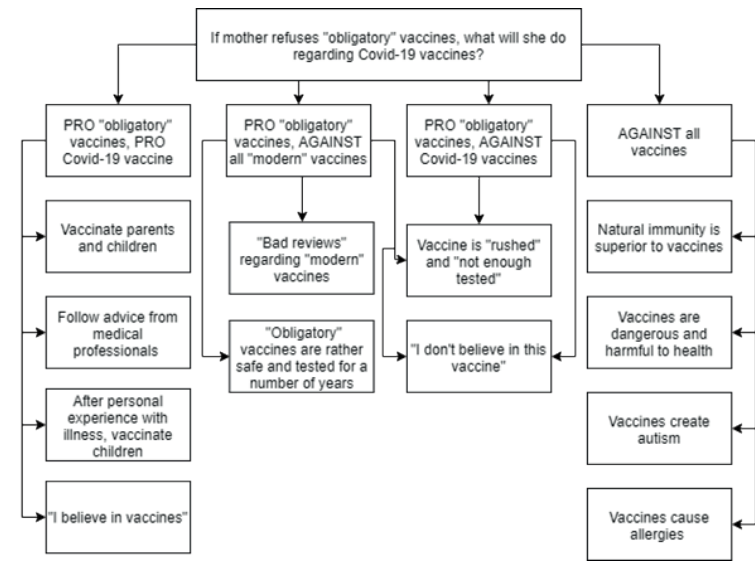 If mother refuses "obligatory" vaccines, what will she do
regarding Covid-19 vaccines?
PRO "obligatory"
vaccines, PRO
Covid-19 vaccine
PRO "obligatory"
vaccines, AGAINST
all "modern" vaccines
PRO "obligatory"
vaccines, AGAINST
Covid-19 vaccines
AGAINST all
vaccines
Vaccinate parents
and children
"Bad reviews"
regarding "modern"
vaccines
Vaccine is "rushed"
and "not enough
tested"
Natural immunity is
superior to vaccines
Follow advice from
medical
professionals
"Obligatory"
vaccines are rather
safe and tested for a
number of years
"I don't believe in this
vaccine"
Vaccines are
dangerous and
harmful to health
After personal
experience with
illness, vaccinate
children
Vaccines create
autism
"I believe in vaccines"
Vaccines cause
allergies